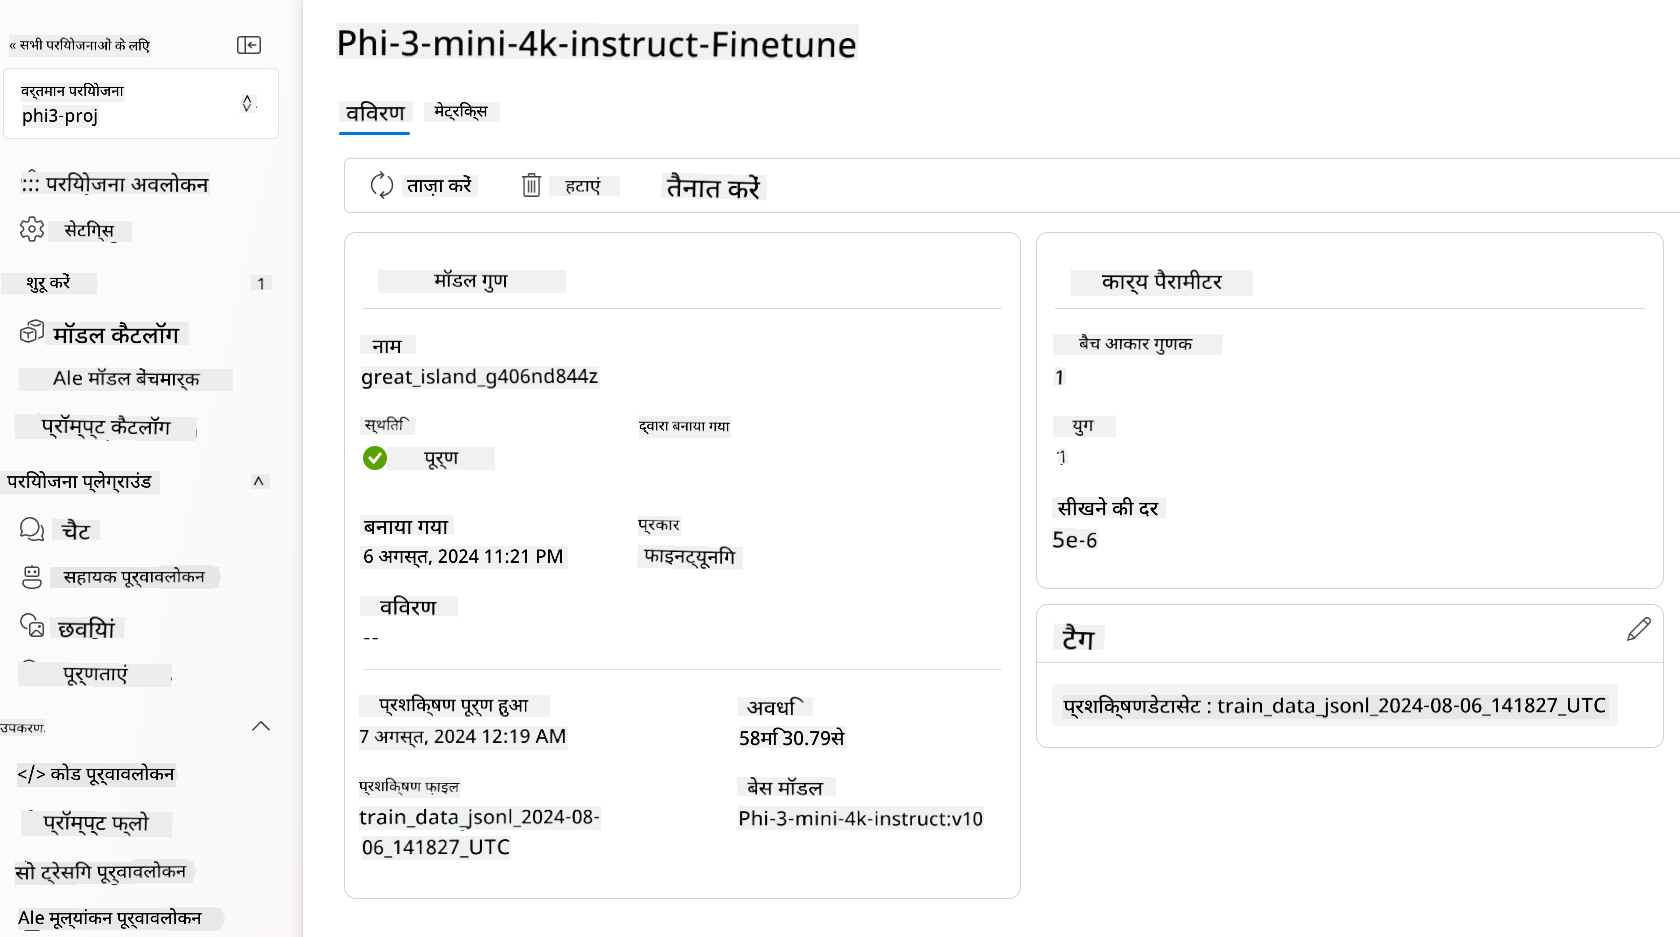 « सभी परियोजनाओं के लिए
वर्तमान परियोजना
phi3-proj
परियोजना अवलोकन
सेटिंग्स
शुरू करें 1
मॉडल कैटलॉग
AIe मॉडल बेंचमार्क
प्रॉम्प्ट कैटलॉग
परियोजना प्लेग्राउंड
चैट
सहायक पूर्वावलोकन
छवियां
पूर्णताएं
उपकरण
</> कोड पूर्वावलोकन
प्रॉम्प्ट फ्लो
सो ट्रेसिंग पूर्वावलोकन
AIe मूल्यांकन पूर्वावलोकन
Phi-3-mini-4k-instruct-Finetune
विवरण मेट्रिक्स
ताज़ा करें हटाएं तैनात करें
मॉडल गुण
नाम
great_island_g406nd844z
स्थिति द्वारा बनाया गया
पूर्ण
बनाया गया प्रकार
6 अगस्त, 2024 11:21 PM फाइनट्यूनिंग
विवरण
--
प्रशिक्षण पूर्ण हुआ अवधि
7 अगस्त, 2024 12:19 AM 58मि 30.79से
प्रशिक्षण फ़ाइल बेस मॉडल
train_data_jsonl_2024-08- Phi-3-mini-4k-instruct:v10
06_141827_UTC
कार्य पैरामीटर
बैच आकार गुणक
1
युग
1
सीखने की दर
5e-6
टैग
प्रशिक्षणडेटासेट : train_data_jsonl_2024-08-06_141827_UTC